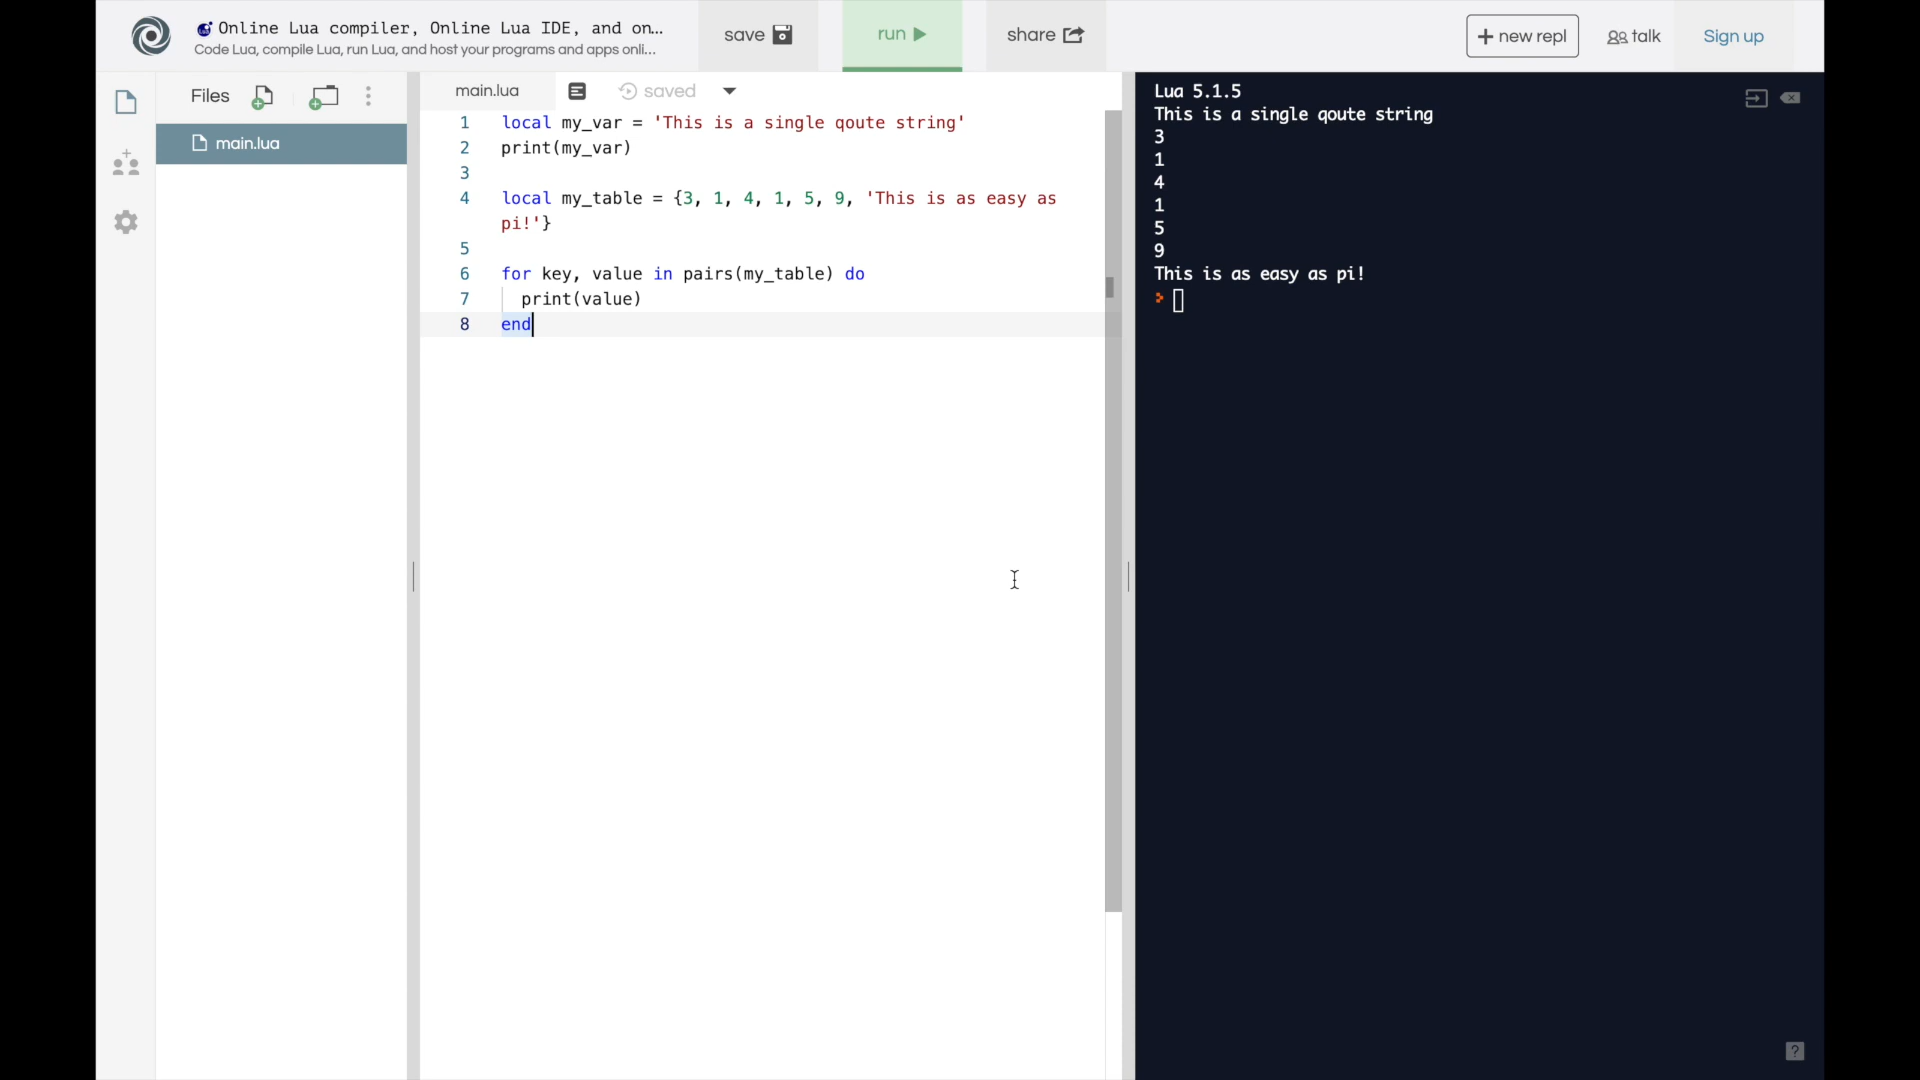 Online Lua compiler, Online Lua IDE, and on...
Code Lua, compile Lua, run Lua, and host your programs and apps onli...
save
run
share
+ new repl
talk
Sign up
Files
main.lua
main.lua
saved
1 local my_var = 'This is a single qoute string'
2 print(my_var)
3
4 local my_table = {3, 1, 4, 1, 5, 9, 'This is as easy as
pi!'}
5
6 for key, value in pairs(my_table) do
7 print(value)
8 end
Lua 5.1.5
This is a single qoute string
3
1
4
1
5
9
This is as easy as pi!
?